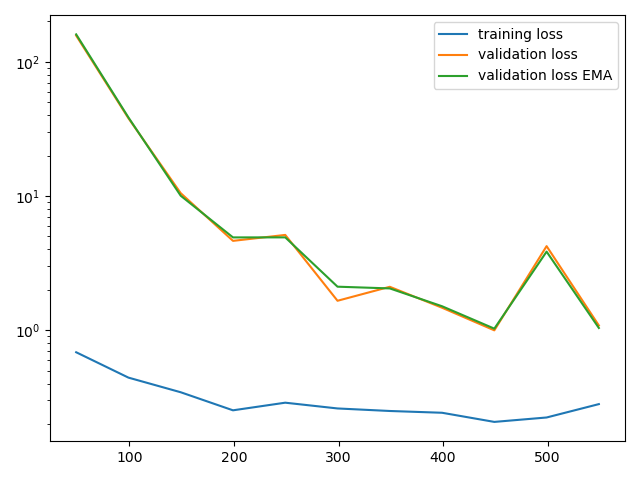 training loss
validation loss
validation loss EMA
10²
10¹
10⁰
100 200 300 400 500